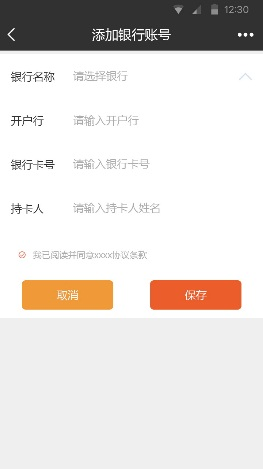 12:30
添加银行账号
银行名称 请选择银行
开户行 请输入开户行
银行卡号 请输入银行卡号
持卡人 请输入持卡人姓名
我已阅读并同意xxxx协议条款
取消 保存